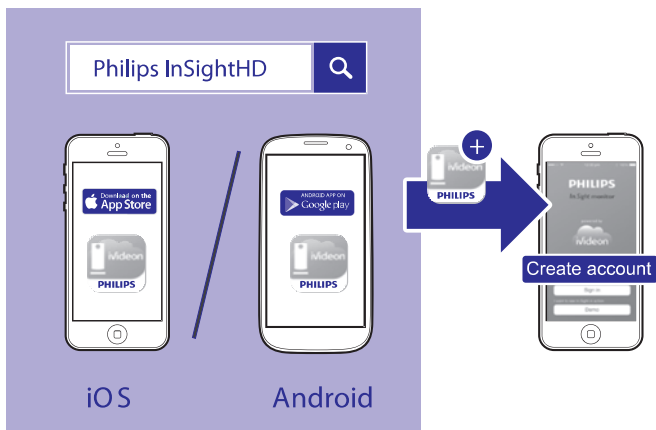 Philips InSightHD
Download on the
App Store
ivideon
PHILIPS
iOS
ANDROID APP ON
Google play
ivideon
PHILIPS
Android
ivideon
PHILIPS
PHILIPS
ivideon
Create account
Sign in
Demo